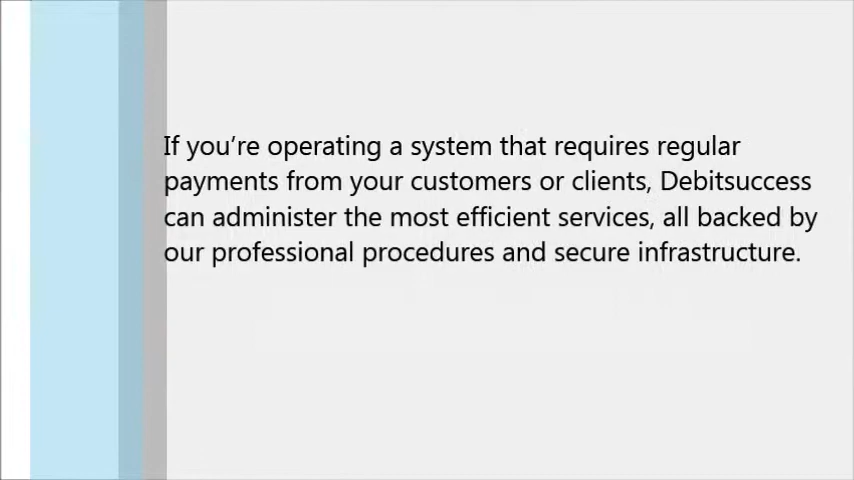 If you’re operating a system that requires regular
payments from your customers or clients, Debitsuccess
can administer the most efficient services, all backed by
our professional procedures and secure infrastructure.